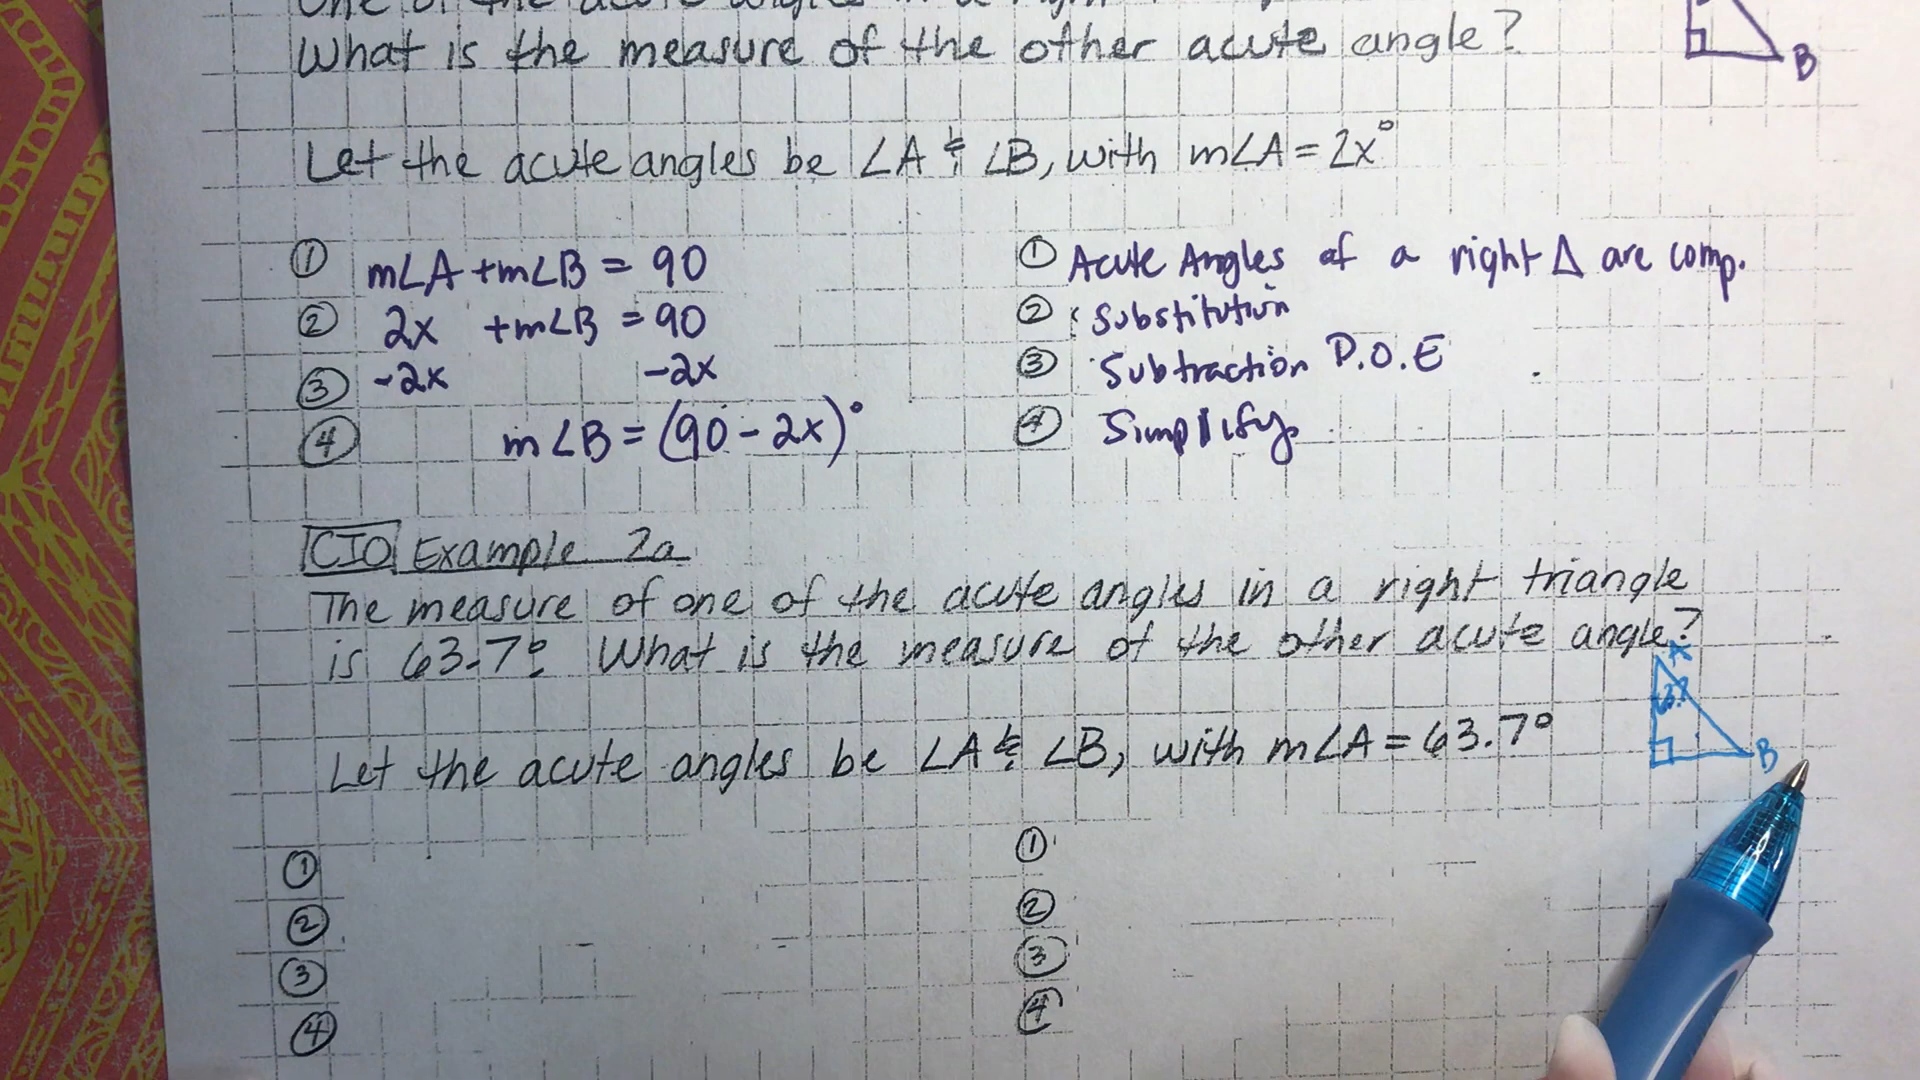 What is the measure of the other acute angle?
B
Let the acute angles be ∠A & ∠B, with m∠A = 2x°
① m∠A + m∠B = 90 ① Acute Angles of a right △ are comp.
② 2x + m∠B = 90 ② Substitution
③ -2x -2x ③ Subtraction P.O.E
④ m∠B = (90 - 2x)° ④ Simplify.
CIO Example 2a
The measure of one of the acute angles in a right triangle
is 63.7°. What is the measure of the other acute angle?
Let the acute angles be ∠A & ∠B, with m∠A = 63.7°
B
① ①
② ②
③ ③
④ ④